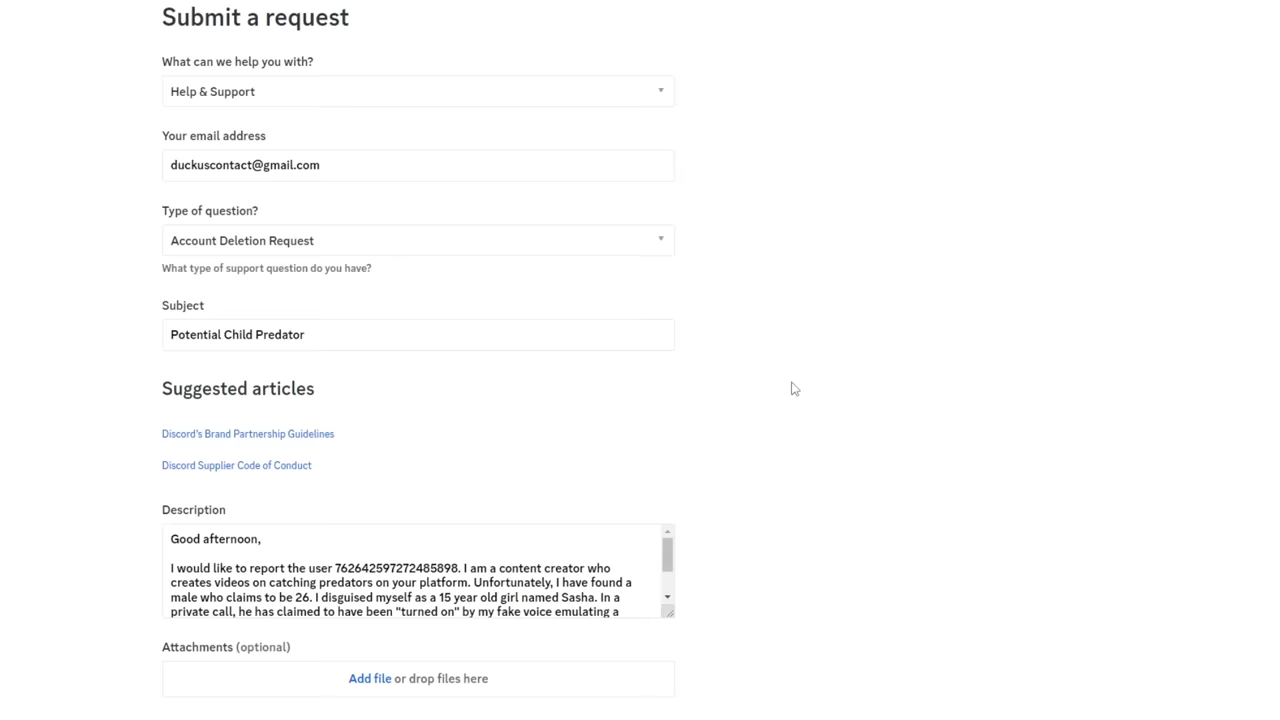 Submit a request
What can we help you with?
Help & Support
Your email address
duckuscontact@gmail.com
Type of question?
Account Deletion Request
What type of support question do you have?
Subject
Potential Child Predator
Suggested articles
Discord's Brand Partnership Guidelines
Discord Supplier Code of Conduct
Description
Good afternoon,
I would like to report the user 762642597272485898. I am a content creator who
creates videos on catching predators on your platform. Unfortunately, I have found a
male who claims to be 26. I disguised myself as a 15 year old girl named Sasha. In a
private call, he has claimed to have been "turned on" by my fake voice emulating a
Attachments (optional)
Add file or drop files here